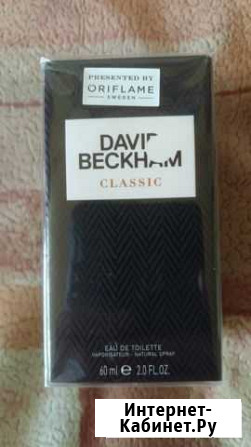 PRESENTED BY
ORIFLAME
SWEDEN
DAVID
BECKHAM
CLASSIC
EAU DE TOILETTE
VAPORISATEUR - NATURAL SPRAY
60 ml ℮ 2.0 FL.OZ.
Интернет-
Кабинет.Ру